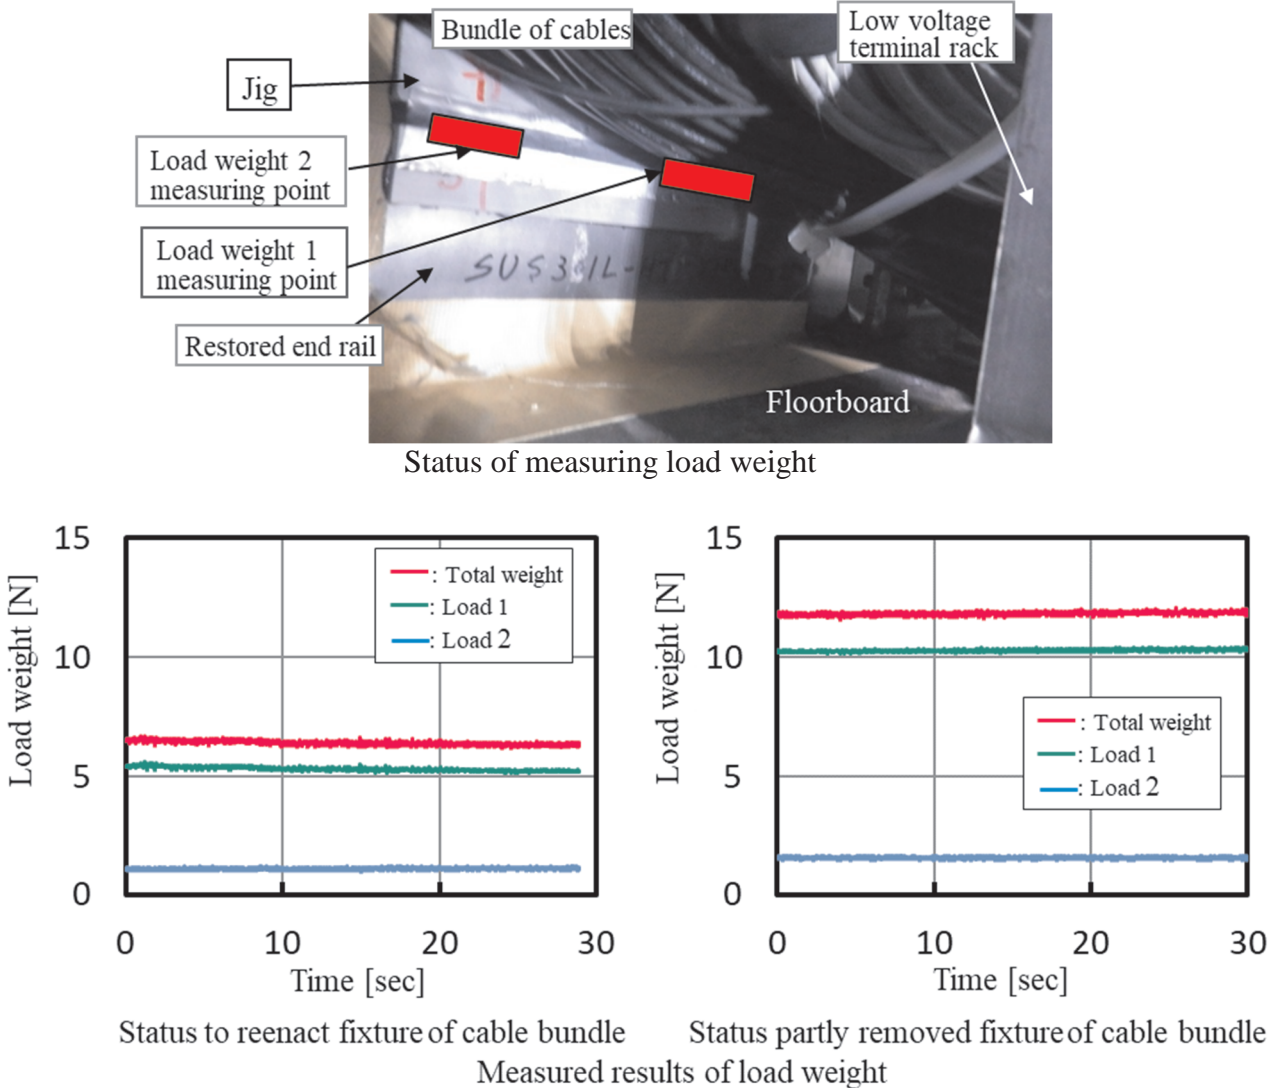 Bundle of cables
Low voltage
terminal rack
Jig
Load weight 2
measuring point
Load weight 1
measuring point
Restored end rail
SUS301L-HT
Floorboard
Status of measuring load weight
15
10
5
0
Load weight [N]
: Total weight
: Load 1
: Load 2
0
10
20
30
Time [sec]
Status to reenact fixture of cable bundle
15
10
5
0
Load weight [N]
: Total weight
: Load 1
: Load 2
0
10
20
30
Time [sec]
Status partly removed fixture of cable bundle
Measured results of load weight